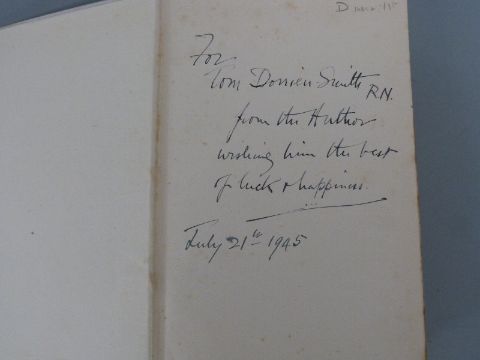 For
Tom Dorrien-Smith R.N.
from the Author
wishing him the best
of luck & happiness.
July 21st 1945